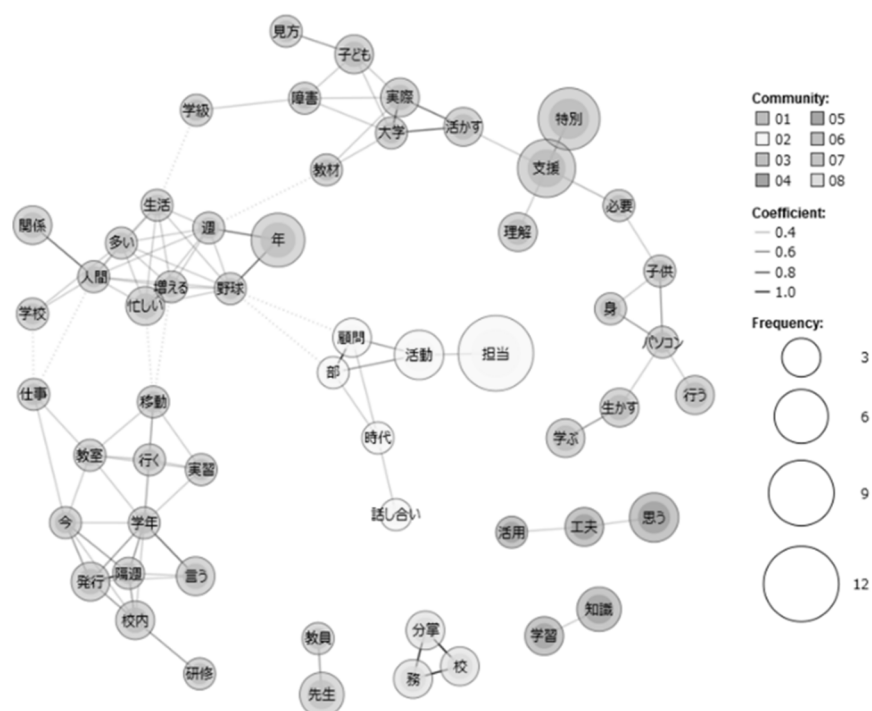 見方
子ども
障害
実際
学級
大学
活かす
特別
支援
教材
必要
理解
生活
関係
多い
週
年
人間
増える
野球
忙しい
学校
子供
身
パソコン
行う
生かす
学ぶ
顧問
活動
担当
部
時代
話し合い
仕事
移動
教室
行く
実習
今
学年
発行
隔週
言う
校内
研修
活用
工夫
思う
知識
学習
教員
先生
分掌
務
校
Community:
01 05
02 06
03 07
04 08
Coefficient:
0.4
0.6
0.8
1.0
Frequency:
3
6
9
12